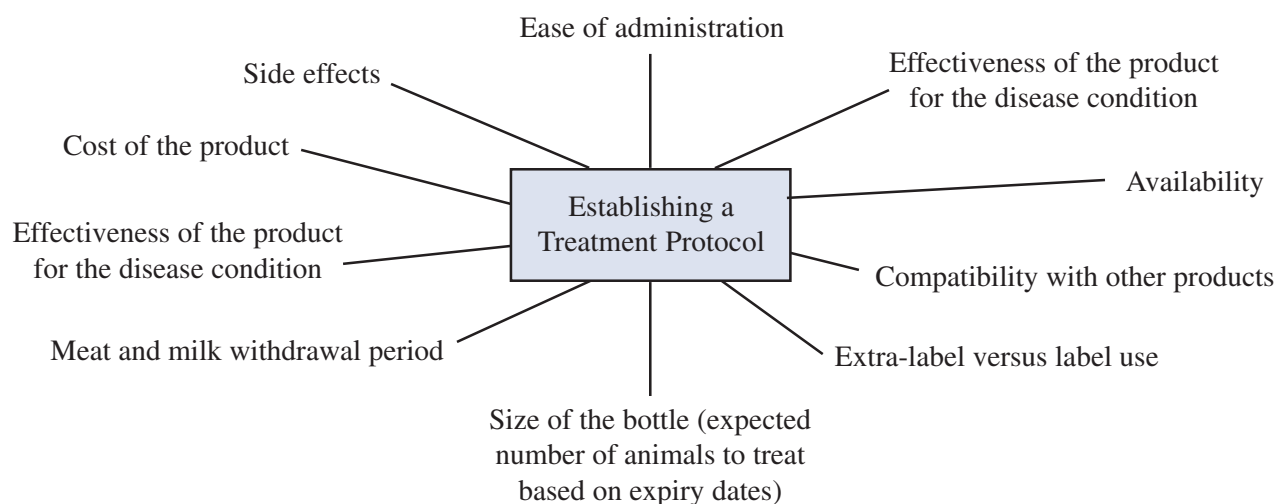 Ease of administration
Side effects
Effectiveness of the product
for the disease condition
Cost of the product
Availability
Establishing a
Treatment Protocol
Effectiveness of the product
for the disease condition
Compatibility with other products
Meat and milk withdrawal period
Extra-label versus label use
Size of the bottle (expected
number of animals to treat
based on expiry dates)